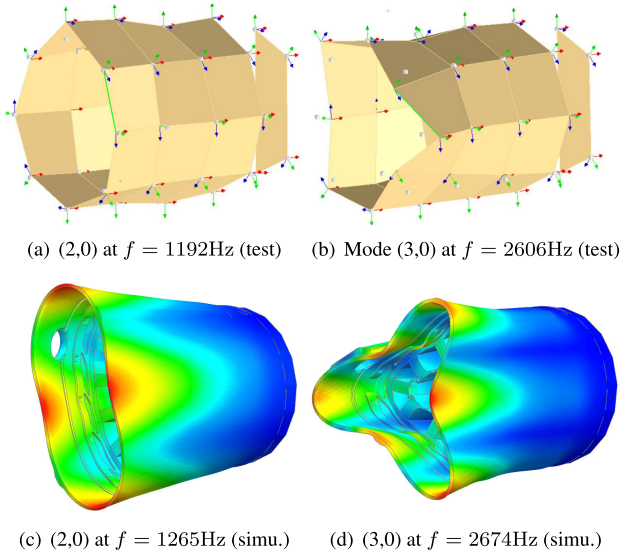 (a) (2,0) at f = 1192Hz (test)
(b) Mode (3,0) at f = 2606Hz (test)
(c) (2,0) at f = 1265Hz (simu.)
(d) (3,0) at f = 2674Hz (simu.)